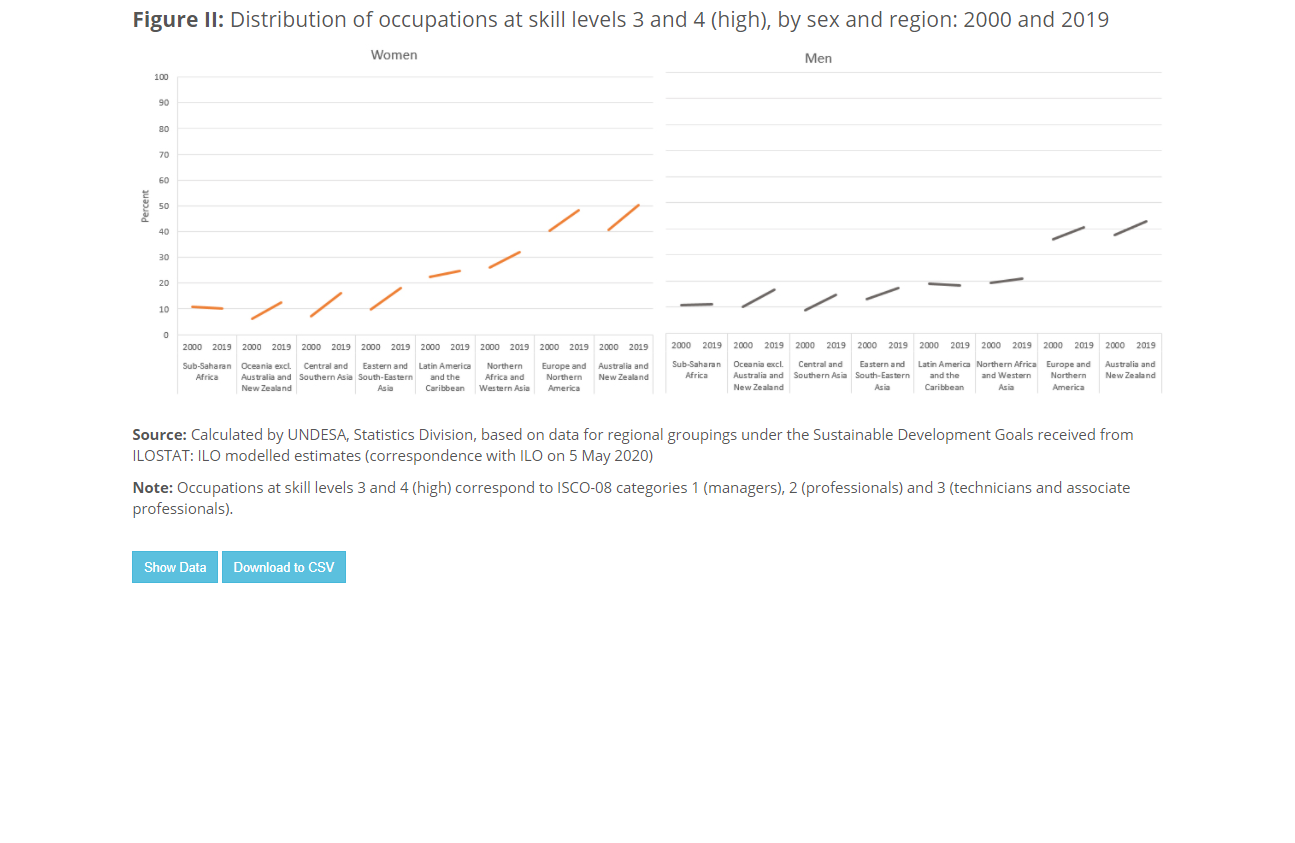 Figure II: Distribution of occupations at skill levels 3 and 4 (high), by sex and region: 2000 and 2019
Women
Men
Percent
100
90
80
70
60
50
40
30
20
10
0
2000 2019 2000 2019 2000 2019 2000 2019 2000 2019 2000 2019 2000 2019 2000 2019
Sub-Saharan Oceania excl. Central and Eastern and Latin America Northern Europe and Australia and
Africa Australia and Southern Asia South-Eastern and the Africa and Northern New Zealand
New Zealand Asia Caribbean Western Asia America
2000 2019 2000 2019 2000 2019 2000 2019 2000 2019 2000 2019 2000 2019 2000 2019
Sub-Saharan Oceania excl. Central and Eastern and Latin America Northern Africa Europe and Australia and
Africa Australia and Southern Asia South-Eastern and the and Western Northern New Zealand
New Zealand Asia Caribbean Asia America
Source: Calculated by UNDESA, Statistics Division, based on data for regional groupings under the Sustainable Development Goals received from
ILOSTAT: ILO modelled estimates (correspondence with ILO on 5 May 2020)
Note: Occupations at skill levels 3 and 4 (high) correspond to ISCO-08 categories 1 (managers), 2 (professionals) and 3 (technicians and associate
professionals).
Show Data
Download to CSV